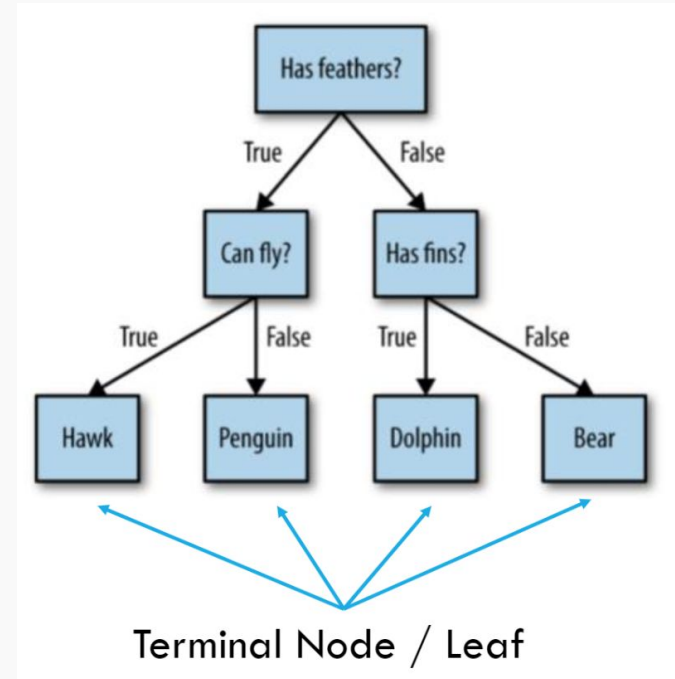 Has feathers?
True
False
Can fly?
Has fins?
True
False
True
False
Hawk
Penguin
Dolphin
Bear
Terminal Node / Leaf